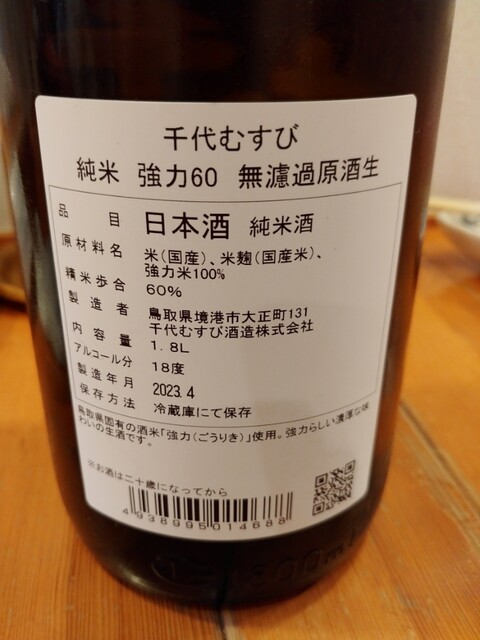 千代むすび
純米 強力60 無濾過原酒生
品目 日本酒 純米酒
原材料名 米(国産)、米麹(国産米)、
強力米100%
精米歩合 60%
製造者 鳥取県境港市大正町131
千代むすび酒造株式会社
内容量 1.8L
アルコール分 18度
製造年月 2023.4
保存方法 冷蔵庫にて保存
鳥取県固有の酒米「強力(ごうりき)」使用。強力らしい濃厚な味
わいの生酒です。
※お酒は二十歳になってから
4938995014688